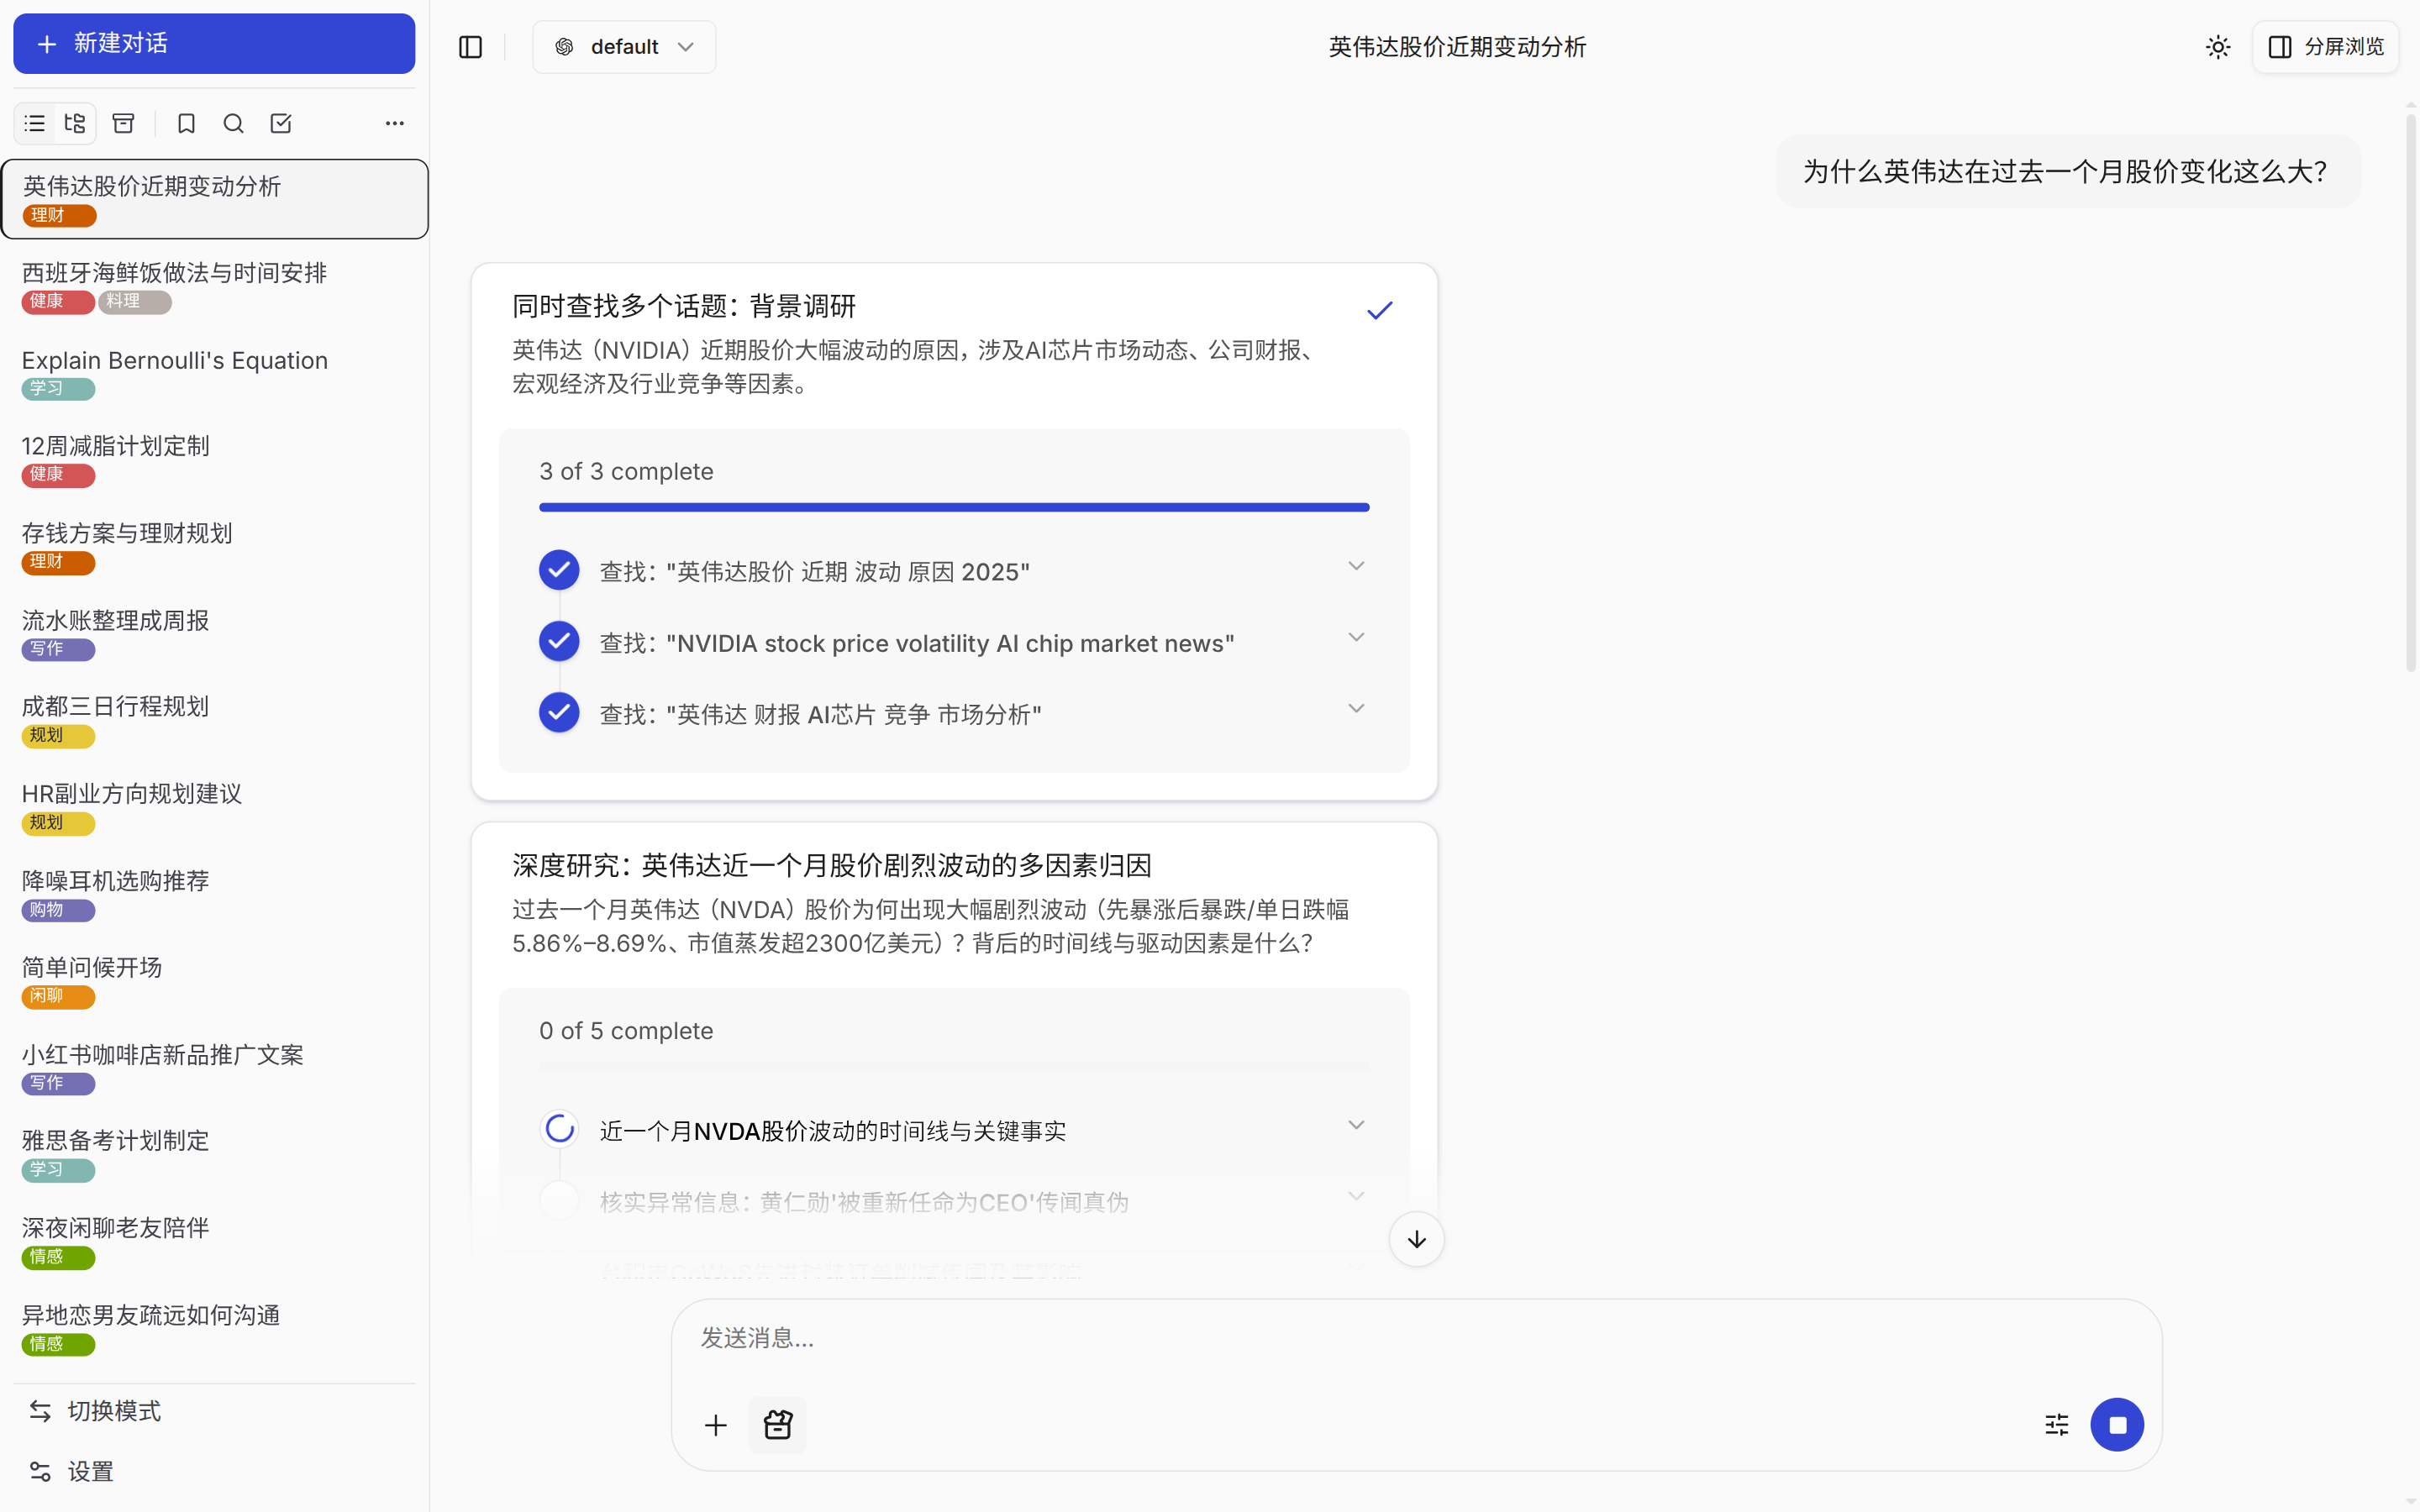 新建对话
英伟达股价近期变动分析
理财
西班牙海鲜饭做法与时间安排
健康 料理
Explain Bernoulli's Equation
学习
12周减脂计划定制
健康
存钱方案与理财规划
理财
流水账整理成周报
写作
成都三日行程规划
规划
HR副业方向规划建议
规划
降噪耳机选购推荐
购物
简单问候开场
闲聊
小红书咖啡店新品推广文案
写作
雅思备考计划制定
学习
深夜闲聊老友陪伴
情感
异地恋男友疏远如何沟通
情感
切换模式
设置
default
英伟达股价近期变动分析
分屏浏览
为什么英伟达在过去一个月股价变化这么大？
同时查找多个话题：背景调研
英伟达（NVIDIA）近期股价大幅波动的原因，涉及AI芯片市场动态、公司财报、
宏观经济及行业竞争等因素。
3 of 3 complete
查找："英伟达股价 近期 波动 原因 2025"
查找："NVIDIA stock price volatility AI chip market news"
查找："英伟达 财报 AI芯片 竞争 市场分析"
深度研究：英伟达近一个月股价剧烈波动的多因素归因
过去一个月英伟达（NVDA）股价为何出现大幅剧烈波动（先暴涨后暴跌/单日跌幅
5.86%–8.69%、市值蒸发超2300亿美元）？背后的时间线与驱动因素是什么？
0 of 5 complete
近一个月NVDA股价波动的时间线与关键事实
核实异常信息：黄仁勋'被重新任命为CEO'传闻真伪
发送消息...